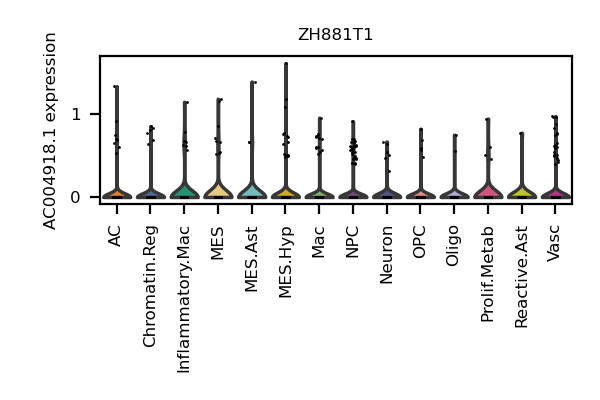 ZH881T1
AC004918.1 expression
1
0
AC
Chromatin.Reg
Inflammatory.Mac
MES
MES.Ast
MES.Hyp
Mac
NPC
Neuron
OPC
Oligo
Prolif.Metab
Reactive.Ast
Vasc